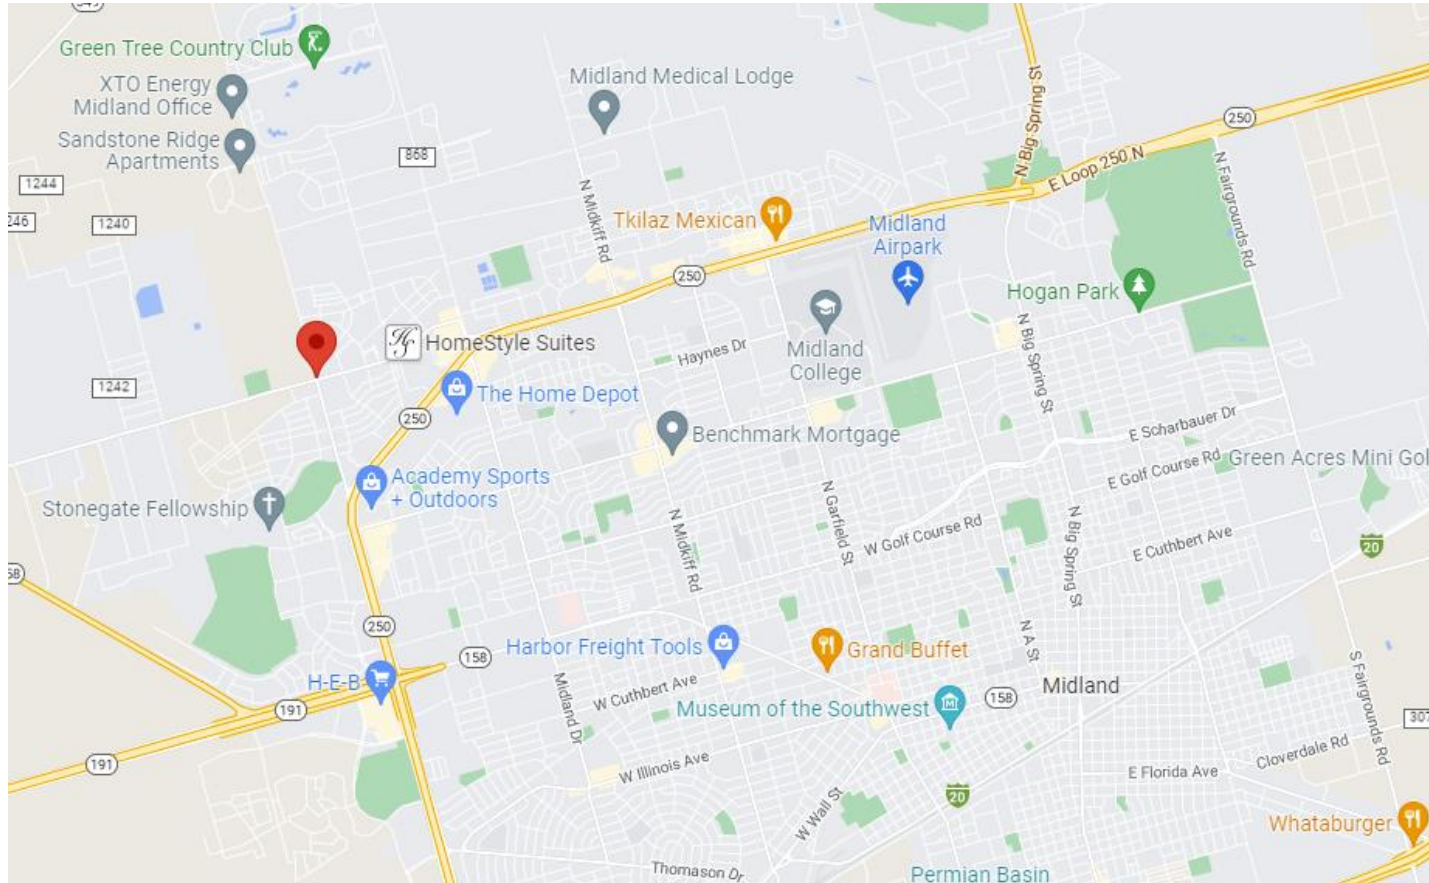 349
Green Tree Country Club
XTO Energy
Midland Office
Midland Medical Lodge
N Big Spring St
250
Sandstone Ridge
Apartments
868
E Loop 250 N
N Fairgrounds Rd
1244
N Midkiff Rd
246
1240
Tkilaz Mexican
Midland
Airpark
250
Hogan Park
HomeStyle Suites
Haynes Dr
Midland
College
N Big Spring St
1242
The Home Depot
250
Benchmark Mortgage
E Scharbauer Dr
Academy Sports
+ Outdoors
E Golf Course Rd
Green Acres Mini Gol
Stonegate Fellowship
N Midkiff Rd
N Garfield St
W Golf Course Rd
N Big Spring St
E Cuthbert Ave
20
68
250
158
Harbor Freight Tools
Grand Buffet
N A St
H-E-B
W Cuthbert Ave
Midland Dr
Museum of the Southwest
158
Midland
S Fairgrounds Rd
191
307
191
W Illinois Ave
E Florida Ave
Cloverdale Rd
20
W Wall St
Whataburger
Thomason Dr
Permian Basin